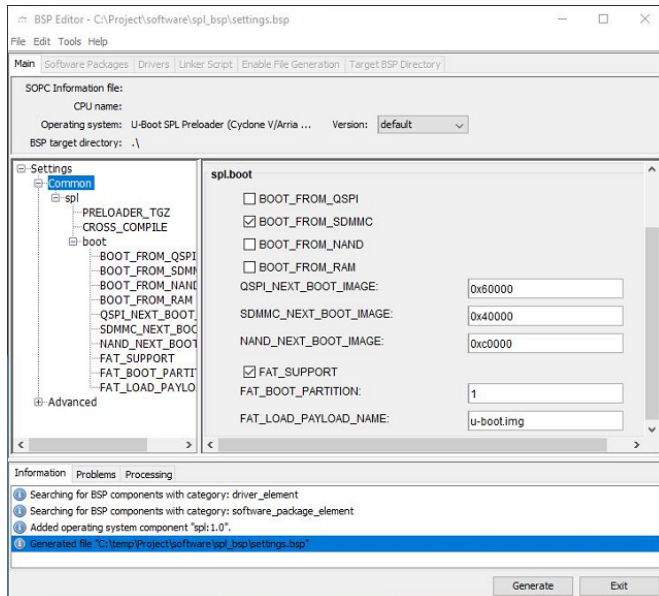 BSP Editor - C:\Project\software\spl_bsp\settings.bsp
File Edit Tools Help
Main Software Packages Drivers Linker Script Enable File Generation Target BSP Directory
SOPC Information file:
CPU name:
Operating system: U-Boot SPL Preloader (Cyclone V/Arria ... Version: default
BSP target directory: .\
Settings
Common
spl
PRELOADER_TGZ
CROSS_COMPILE
boot
BOOT_FROM_QSPI
BOOT_FROM_SDMM
BOOT_FROM_NAND
BOOT_FROM_RAM
QSPI_NEXT_BOOT_
SDMMC_NEXT_BOO
NAND_NEXT_BOOT
FAT_SUPPORT
FAT_BOOT_PARTI
FAT_LOAD_PAYLO
Advanced
spl.boot
BOOT_FROM_QSPI
BOOT_FROM_SDMMC
BOOT_FROM_NAND
BOOT_FROM_RAM
QSPI_NEXT_BOOT_IMAGE: 0x60000
SDMMC_NEXT_BOOT_IMAGE: 0x40000
NAND_NEXT_BOOT_IMAGE: 0xc0000
FAT_SUPPORT
FAT_BOOT_PARTITION: 1
FAT_LOAD_PAYLOAD_NAME: u-boot.img
Information Problems Processing
Searching for BSP components with category: driver_element
Searching for BSP components with category: software_package_element
Added operating system component "spl:1.0".
Generated file "C:\temp\Project\software\spl_bsp\settings.bsp"
Generate Exit